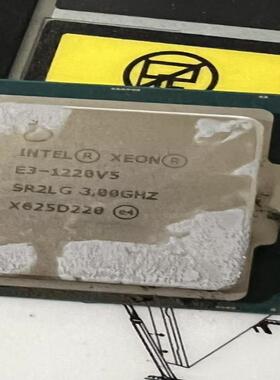 INTEL® XEON®
E3-1220V5
SR2LG 3.00GHZ
X625D220 e4